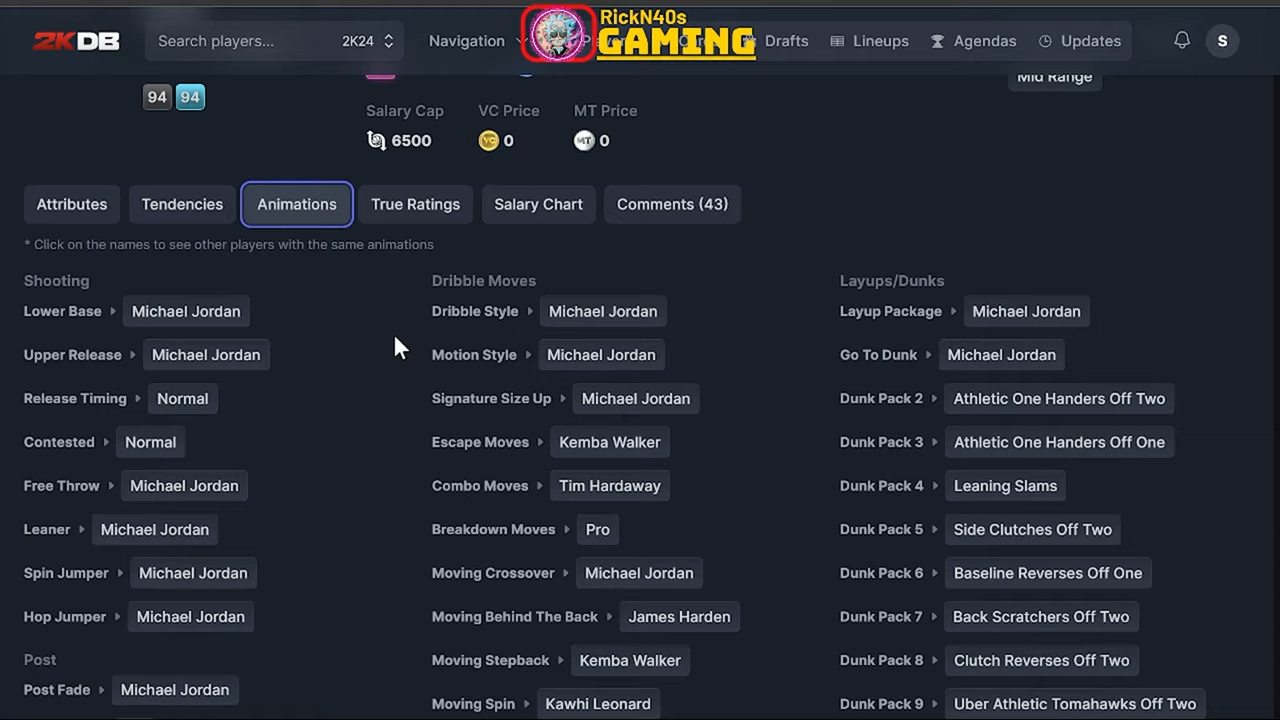 RickN40s
GAMING
2KDB
Search players...
2K24
Navigation
Drafts
Lineups
Agendas
Updates
S
Mid Range
94 94
Salary Cap
VC Price
MT Price
6500
VC 0
MT 0
Attributes
Tendencies
Animations
True Ratings
Salary Chart
Comments (43)
* Click on the names to see other players with the same animations
Shooting
Lower Base Michael Jordan
Upper Release Michael Jordan
Release Timing Normal
Contested Normal
Free Throw Michael Jordan
Leaner Michael Jordan
Spin Jumper Michael Jordan
Hop Jumper Michael Jordan
Post
Post Fade Michael Jordan
Dribble Moves
Dribble Style Michael Jordan
Motion Style Michael Jordan
Signature Size Up Michael Jordan
Escape Moves Kemba Walker
Combo Moves Tim Hardaway
Breakdown Moves Pro
Moving Crossover Michael Jordan
Moving Behind The Back James Harden
Moving Stepback Kemba Walker
Moving Spin Kawhi Leonard
Layups/Dunks
Layup Package Michael Jordan
Go To Dunk Michael Jordan
Dunk Pack 2 Athletic One Handers Off Two
Dunk Pack 3 Athletic One Handers Off One
Dunk Pack 4 Leaning Slams
Dunk Pack 5 Side Clutches Off Two
Dunk Pack 6 Baseline Reverses Off One
Dunk Pack 7 Back Scratchers Off Two
Dunk Pack 8 Clutch Reverses Off Two
Dunk Pack 9 Uber Athletic Tomahawks Off Two